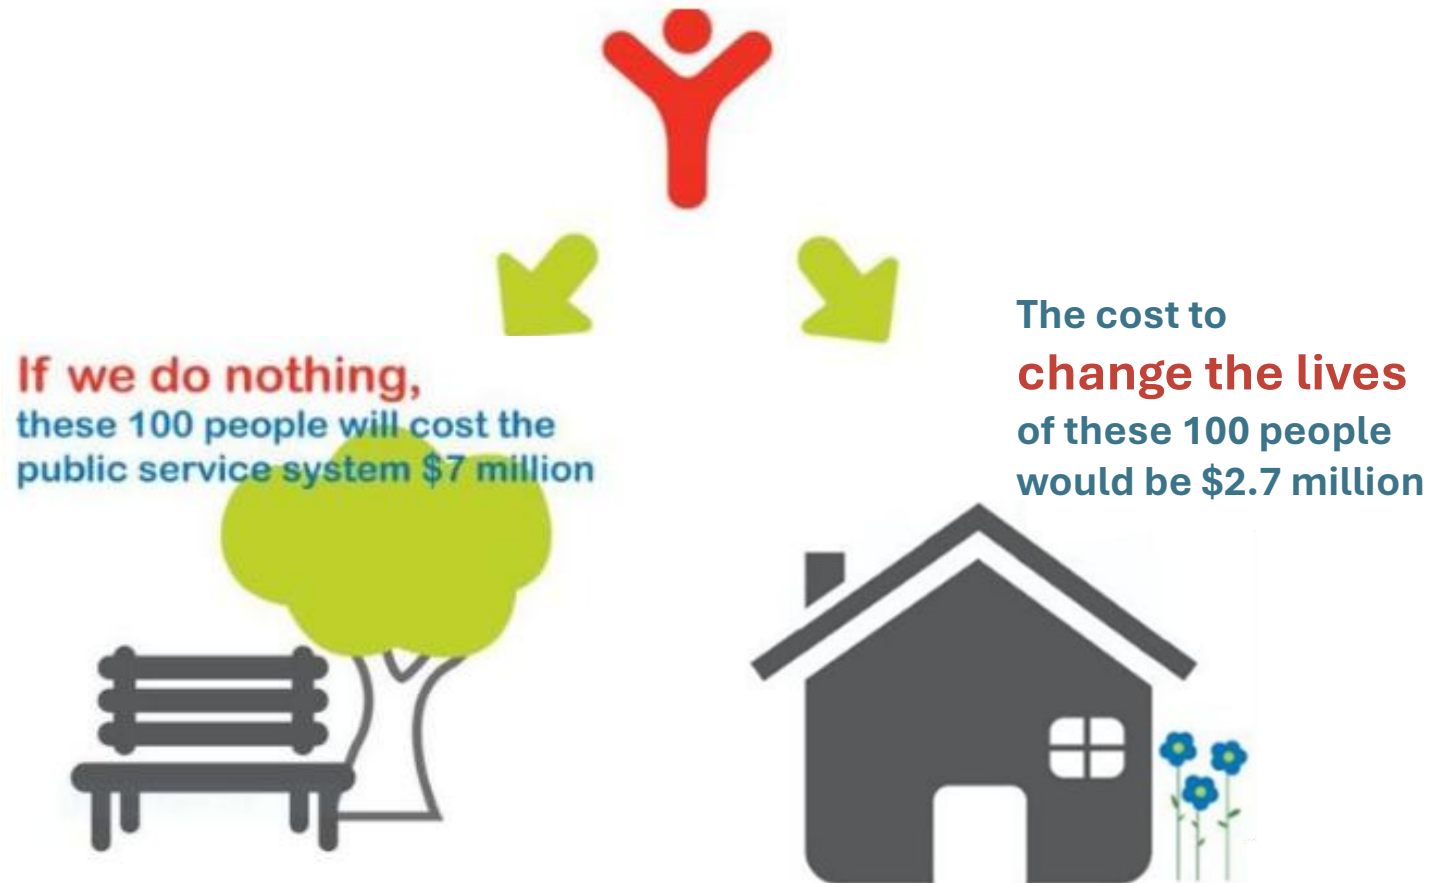 If we do nothing,
these 100 people will cost the
public service system $7 million
The cost to
change the lives
of these 100 people
would be $2.7 million